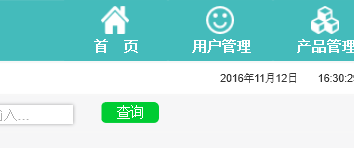 首 页 用户管理 产品管理
2016年11月12日 16:30:29
输入... 查询